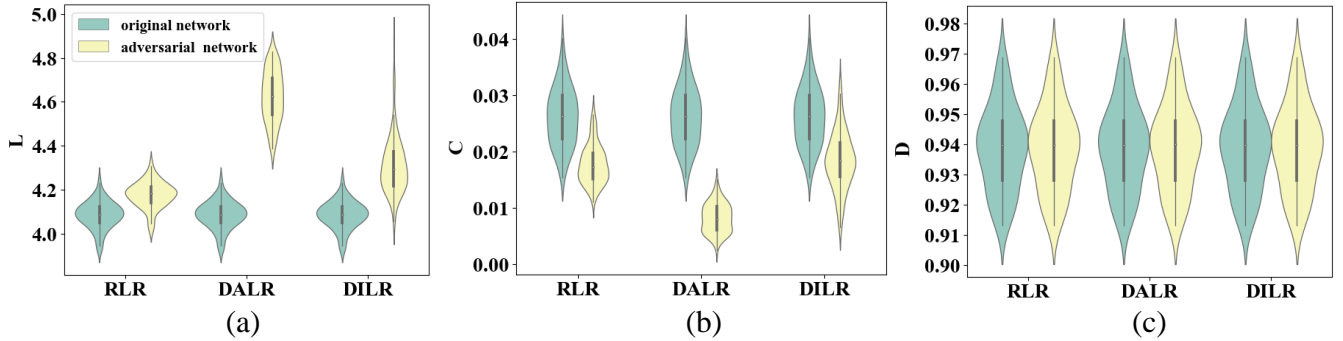 5.0
4.8
4.6
4.4
4.2
4.0
L
original network
adversarial network
RLR DALR DILR
(a)
0.04
0.03
0.02
0.01
0.00
C
RLR DALR DILR
(b)
0.98
0.97
0.96
0.95
0.94
0.93
0.92
0.91
0.90
D
RLR DALR DILR
(c)